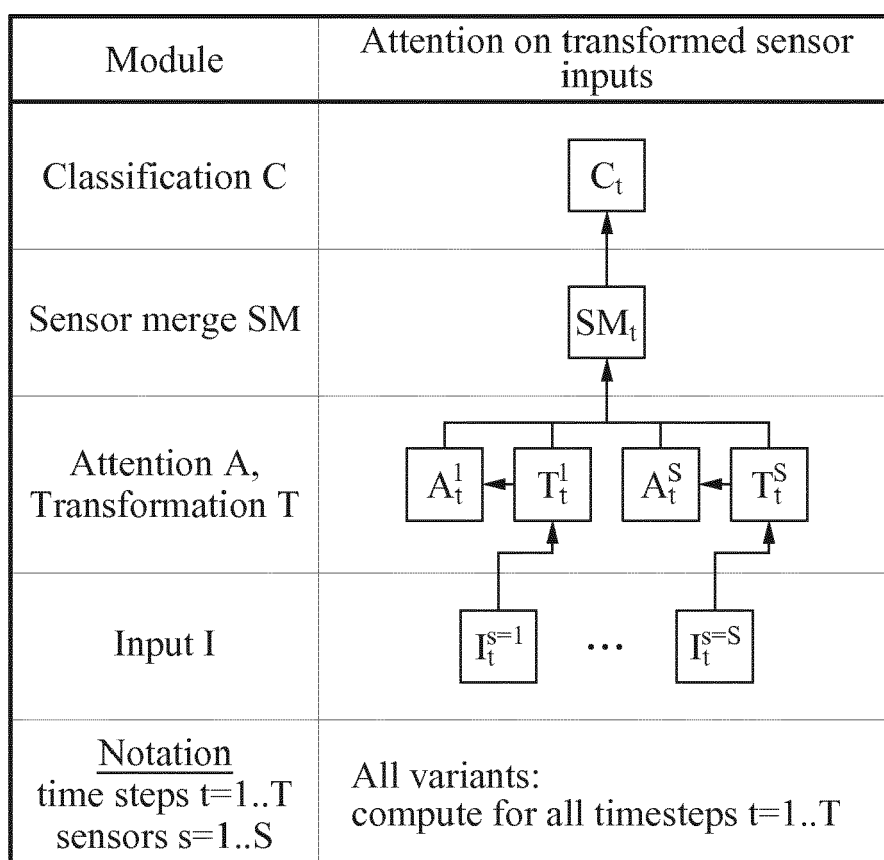 Module
Attention on transformed sensor
inputs
Classification C
C_t
Sensor merge SM
SM_t
Attention A,
Transformation T
A_t^1
T_t^1
A_t^S
T_t^S
Input I
I_t^{s=1}
...
I_t^{s=S}
Notation
time steps t=1..T
sensors s=1..S
All variants:
compute for all timesteps t=1..T